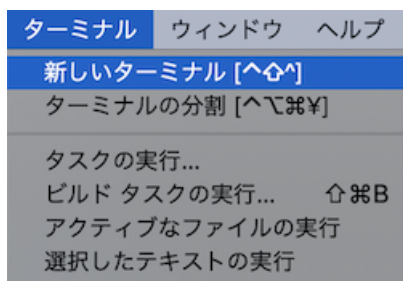 ターミナル ウィンドウ ヘルプ
新しいターミナル [^⇧^]
ターミナルの分割 [^⌥⌘¥]
タスクの実行...
ビルド タスクの実行... ⇧⌘B
アクティブなファイルの実行
選択したテキストの実行